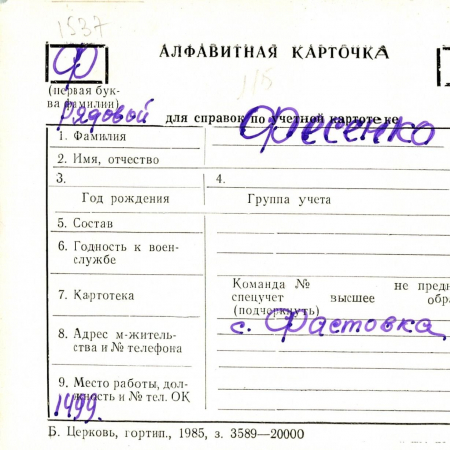 1537
Ф
АЛФАВИТНАЯ КАРТОЧКА
(первая бук-
ва фамилии)
115
Рядовой
для справок по учетной картотеке
1. Фамилия
Фесенко
2. Имя, отчество
3.
4.
Год рождения
Группа учета
5. Состав
6. Годность к воен-
службе
7. Картотека
Команда № не предн
спецучет высшее обра
(подчеркнуть)
8. Адрес м-житель-
ства и № телефона
с. Фастовка,
9. Место работы, дол-
жность и № тел. ОК
1499.
Б. Церковь, гортип., 1985, з. 3589—20000